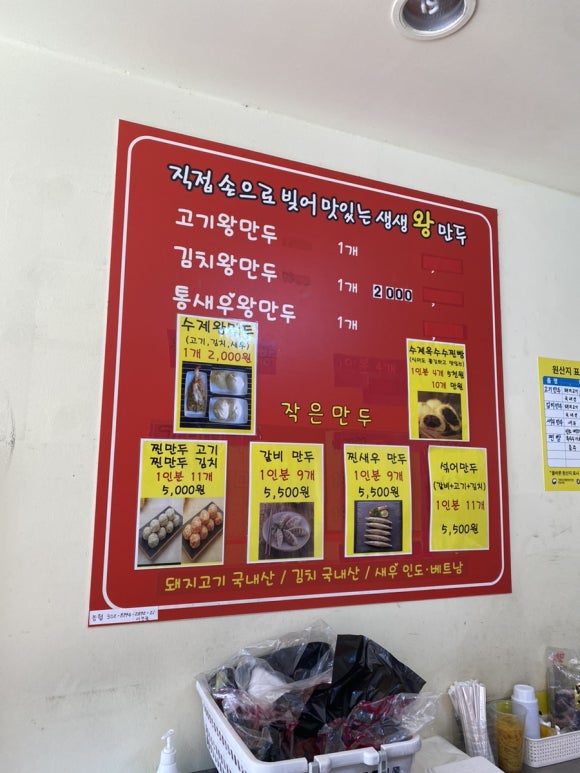 직접 손으로 빚어 맛있는 생생 왕 만두
고기왕만두 1개
김치왕만두 1개 2000
통새우왕만두 1개
수제왕만두
(고기,김치,새우)
1개 2,000원
수제옥수수찐빵
1인분 4개 5천원
10개 만원
작은만두
찐만두 고기
찐만두 김치
1인분 11개
5,000원
갈비 만두
1인분 9개
5,500원
찐새우 만두
1인분 9개
5,500원
섞어만두
(갈비+고기+김치)
1인분 11개
5,500원
돼지고기 국내산 / 김치 국내산 / 새우 인도·베트남
원산지 표